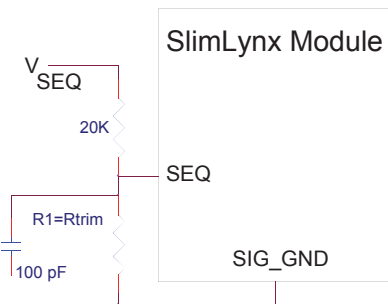 SlimLynx Module
V
SEQ
20K
SEQ
R1=Rtrim
100 pF
SIG_GND